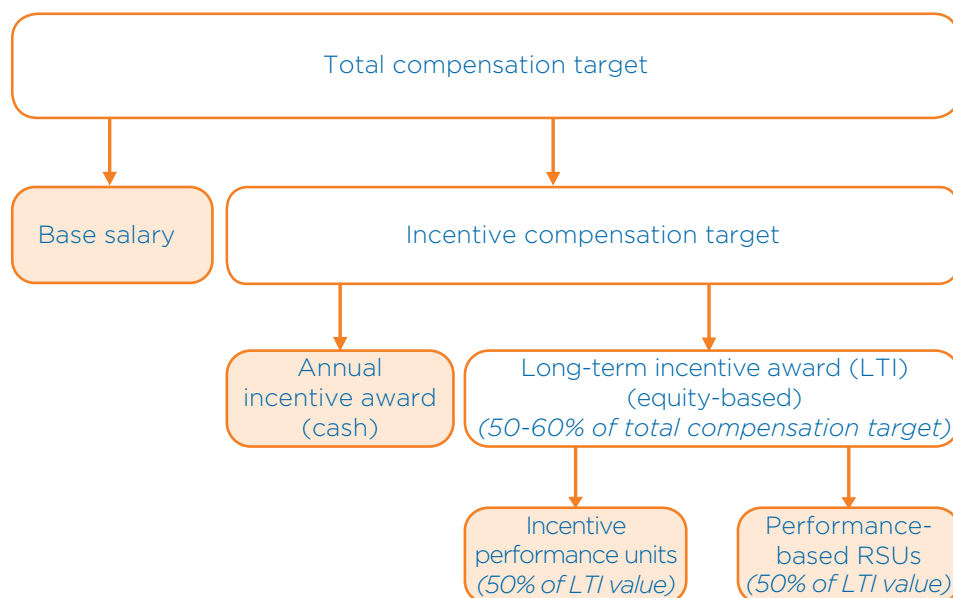 Total compensation target
Base salary
Incentive compensation target
Annual
incentive award
(cash)
Long-term incentive award (LTI)
(equity-based)
(50-60% of total compensation target)
Incentive
performance units
(50% of LTI value)
Performance-
based RSUs
(50% of LTI value)